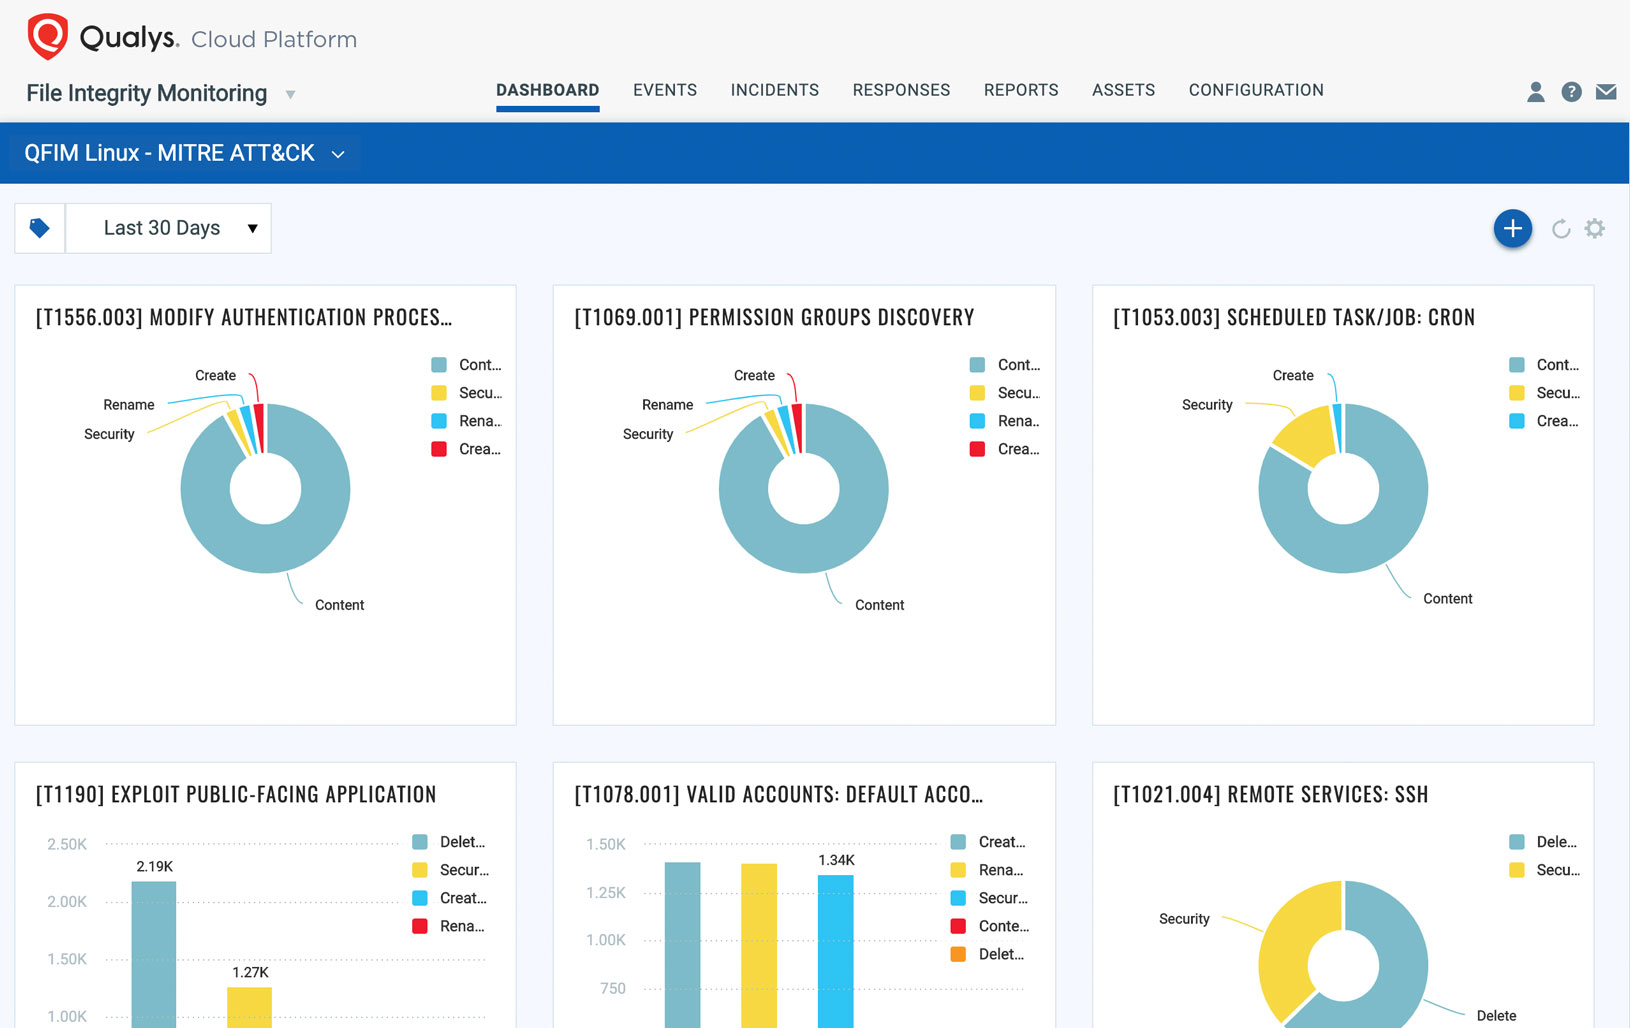 Qualys. Cloud Platform
File Integrity Monitoring
DASHBOARD EVENTS INCIDENTS RESPONSES REPORTS ASSETS CONFIGURATION
QFIM Linux - MITRE ATT&CK
Last 30 Days
[T1556.003] MODIFY AUTHENTICATION PROCES...
Create
Rename
Security
Content
Cont...
Secu...
Rena..
Crea...
[T1069.001] PERMISSION GROUPS DISCOVERY
Create
Rename
Security
Content
Cont...
Secu...
Rena..
Crea...
[T1053.003] SCHEDULED TASK/JOB: CRON
Create
Security
Content
Cont...
Secu...
Crea...
[T1190] EXPLOIT PUBLIC-FACING APPLICATION
2.50K
2.00K
1.50K
1.00K
2.19K
1.27K
Delet...
Secur...
Creat...
Rena...
[T1078.001] VALID ACCOUNTS: DEFAULT ACCO...
1.50K
1.25K
1.00K
750
1.34K
Creat...
Rena...
Secur...
Conte...
Delet...
[T1021.004] REMOTE SERVICES: SSH
Security
Delete
Dele...
Secu...